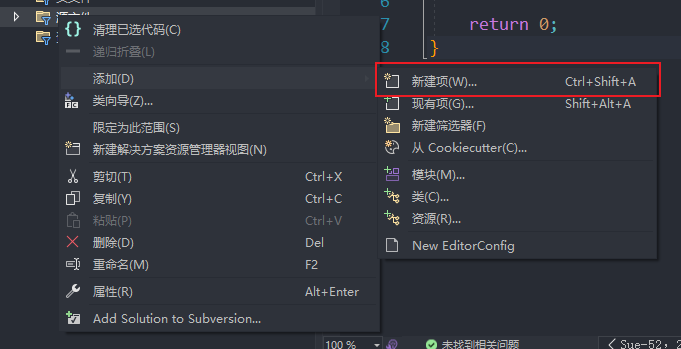 源文件
清理已选代码(C)
递归折叠(L)
添加(D)
类向导(Z)...
限定为此范围(S)
新建解决方案资源管理器视图(N)
剪切(T) Ctrl+X
复制(Y) Ctrl+C
粘贴(P) Ctrl+V
删除(D) Del
重命名(M) F2
属性(R) Alt+Enter
Add Solution to Subversion...
7 return 0;
8 }
新建项(W)... Ctrl+Shift+A
现有项(G)... Shift+Alt+A
新建筛选器(F)
从 Cookiecutter(C)...
模块(M)...
类(C)...
资源(R)...
New EditorConfig
100 % 未找到相关问题 Sue-52, 2